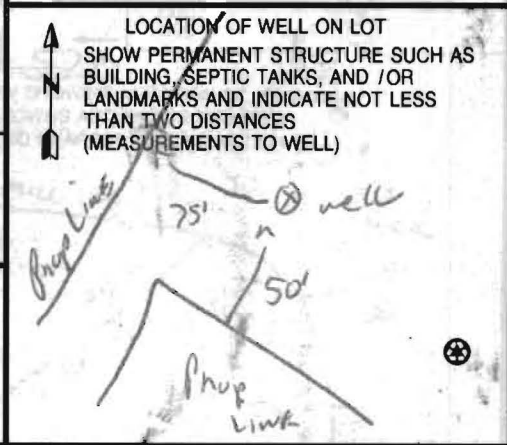 LOCATION OF WELL ON LOT
N
SHOW PERMANENT STRUCTURE SUCH AS
BUILDING, SEPTIC TANKS, AND / OR
LANDMARKS AND INDICATE NOT LESS
THAN TWO DISTANCES
(MEASUREMENTS TO WELL)
Prop Line
75'
well
50'
Prop
Line